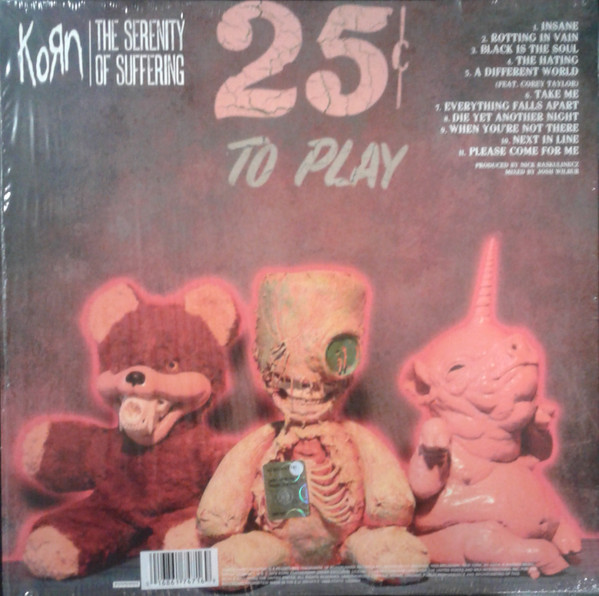 KoЯn
THE SERENITY
OF SUFFERING
25¢
TO PLAY
1. INSANE
2. ROTTING IN VAIN
3. BLACK IS THE SOUL
4. THE HATING
5. A DIFFERENT WORLD
(FEAT. COREY TAYLOR)
6. TAKE ME
7. EVERYTHING FALLS APART
8. DIE YET ANOTHER NIGHT
9. WHEN YOU'RE NOT THERE
10. NEXT IN LINE
11. PLEASE COME FOR ME
PRODUCED BY NICK RASKULINECZ
MIXED BY JOSH WILBUR